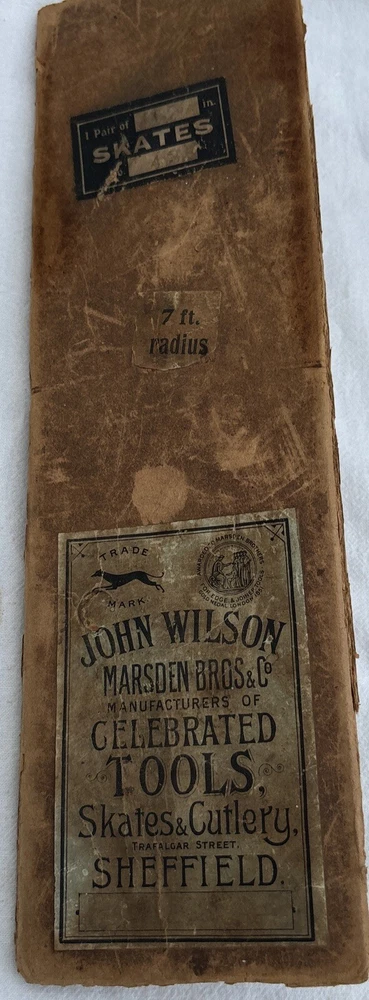 1 Pair of in.
SKATES
7 ft.
radius
TRADE
MARK
JOHN WILSON
MARSDEN BROS & Co
MANUFACTURERS OF
CELEBRATED
TOOLS,
Skates & Cutlery,
TRAFALGAR STREET.
SHEFFIELD.